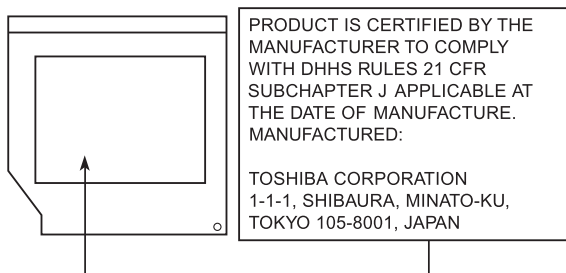 PRODUCT IS CERTIFIED BY THE
MANUFACTURER TO COMPLY
WITH DHHS RULES 21 CFR
SUBCHAPTER J APPLICABLE AT
THE DATE OF MANUFACTURE.
MANUFACTURED:
TOSHIBA CORPORATION
1-1-1, SHIBAURA, MINATO-KU,
TOKYO 105-8001, JAPAN